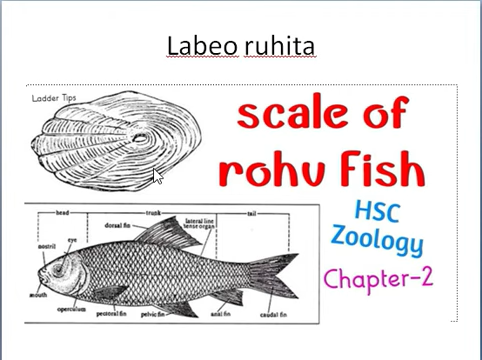 Labeo ruhita
Ladder Tips
scale of
rohu fish
HSC
Zoology
Chapter-2
head
trunk
tail
lateral line
sense organ
dorsal fin
eye
nostril
mouth
operculum
pectoral fin
pelvic fin
anal fin
caudal fin